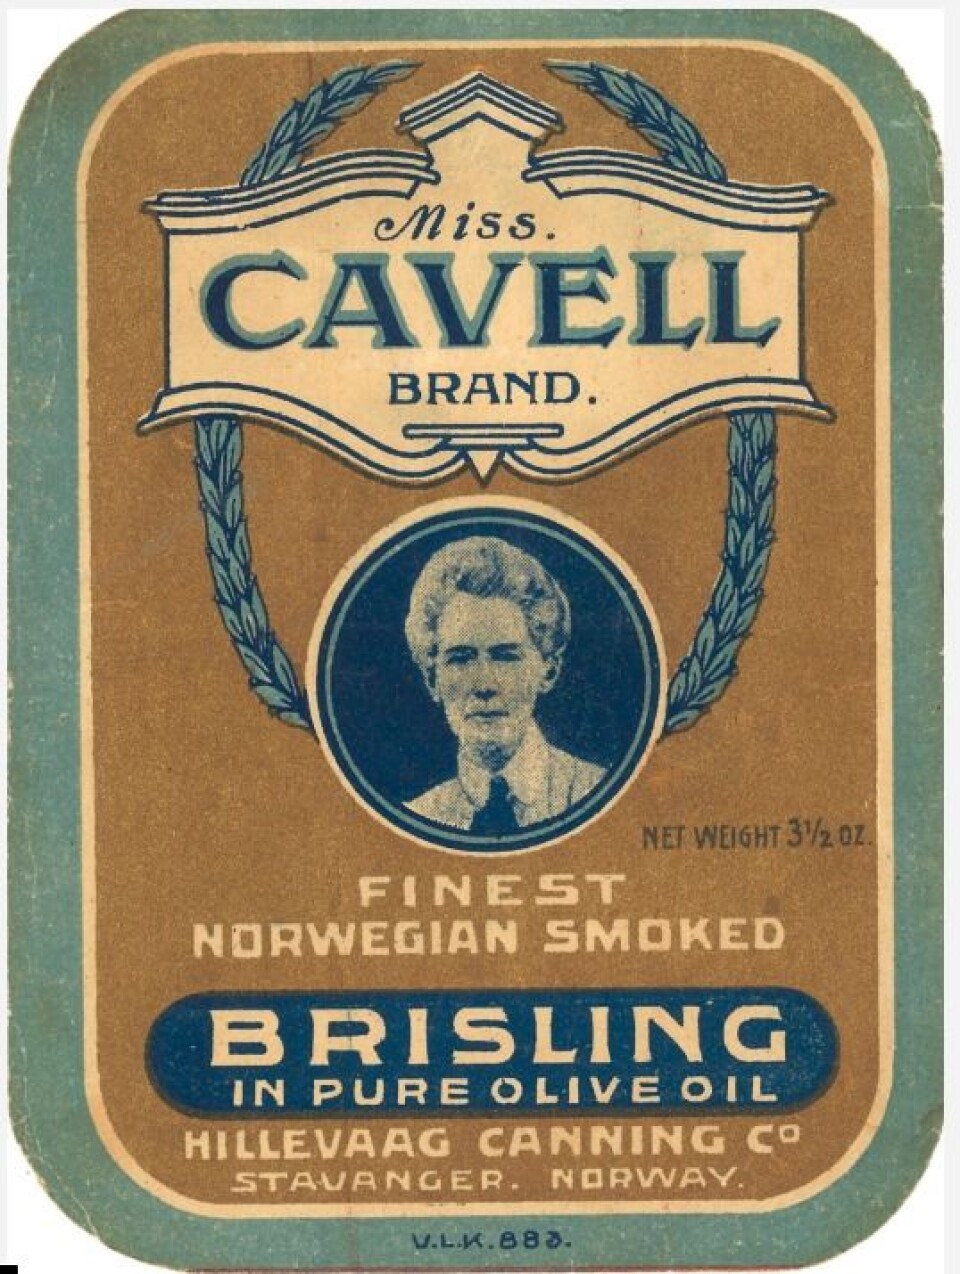 Miss.
CAVELL
BRAND.
NET WEIGHT 3½ OZ.
FINEST
NORWEGIAN SMOKED
BRISLING
IN PURE OLIVE OIL
HILLEVAAG CANNING Cº
STAVANGER. NORWAY.
V.L.K.883.